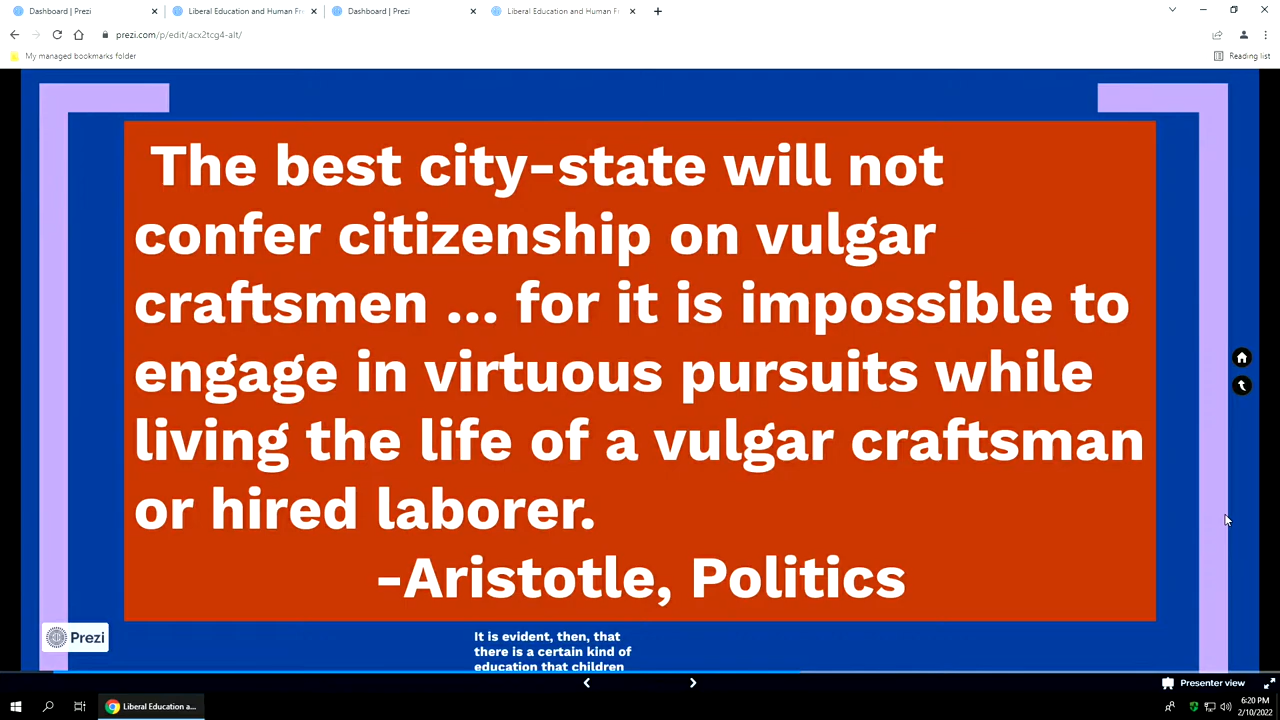 Dashboard | Prezi
Liberal Education and Human Fr
Dashboard | Prezi
Liberal Education and Human Fr
prezi.com/p/edit/acx2tcg4-alt/
My managed bookmarks folder
Reading list
The best city-state will not
confer citizenship on vulgar
craftsmen ... for it is impossible to
engage in virtuous pursuits while
living the life of a vulgar craftsman
or hired laborer.
-Aristotle, Politics
Prezi
It is evident, then, that
there is a certain kind of
education that children
Presenter view
Liberal Education a...
6:20 PM
2/10/2022